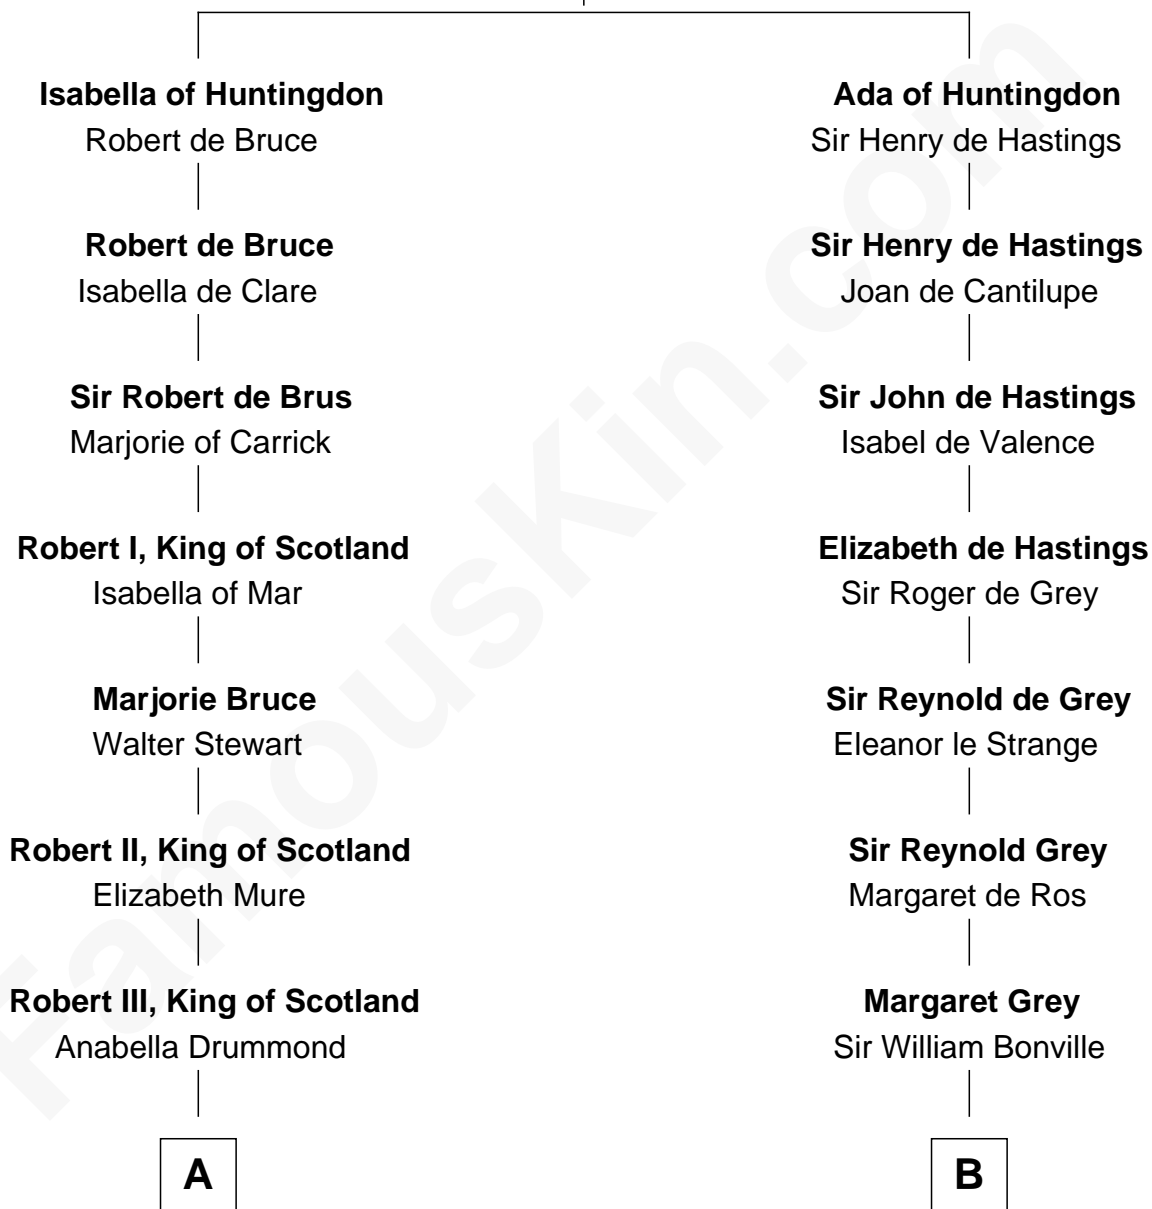 Isabella of Huntingdon
Robert de Bruce
Robert de Bruce
Isabella de Clare
Sir Robert de Brus
Marjorie of Carrick
Robert I, King of Scotland
Isabella of Mar
Marjorie Bruce
Walter Stewart
Robert II, King of Scotland
Elizabeth Mure
Robert III, King of Scotland
Anabella Drummond
A
Ada of Huntingdon
Sir Henry de Hastings
Sir Henry de Hastings
Joan de Cantilupe
Sir John de Hastings
Isabel de Valence
Elizabeth de Hastings
Sir Roger de Grey
Sir Reynold de Grey
Eleanor le Strange
Sir Reynold Grey
Margaret de Ros
Margaret Grey
Sir William Bonville
B
FamousKin.com